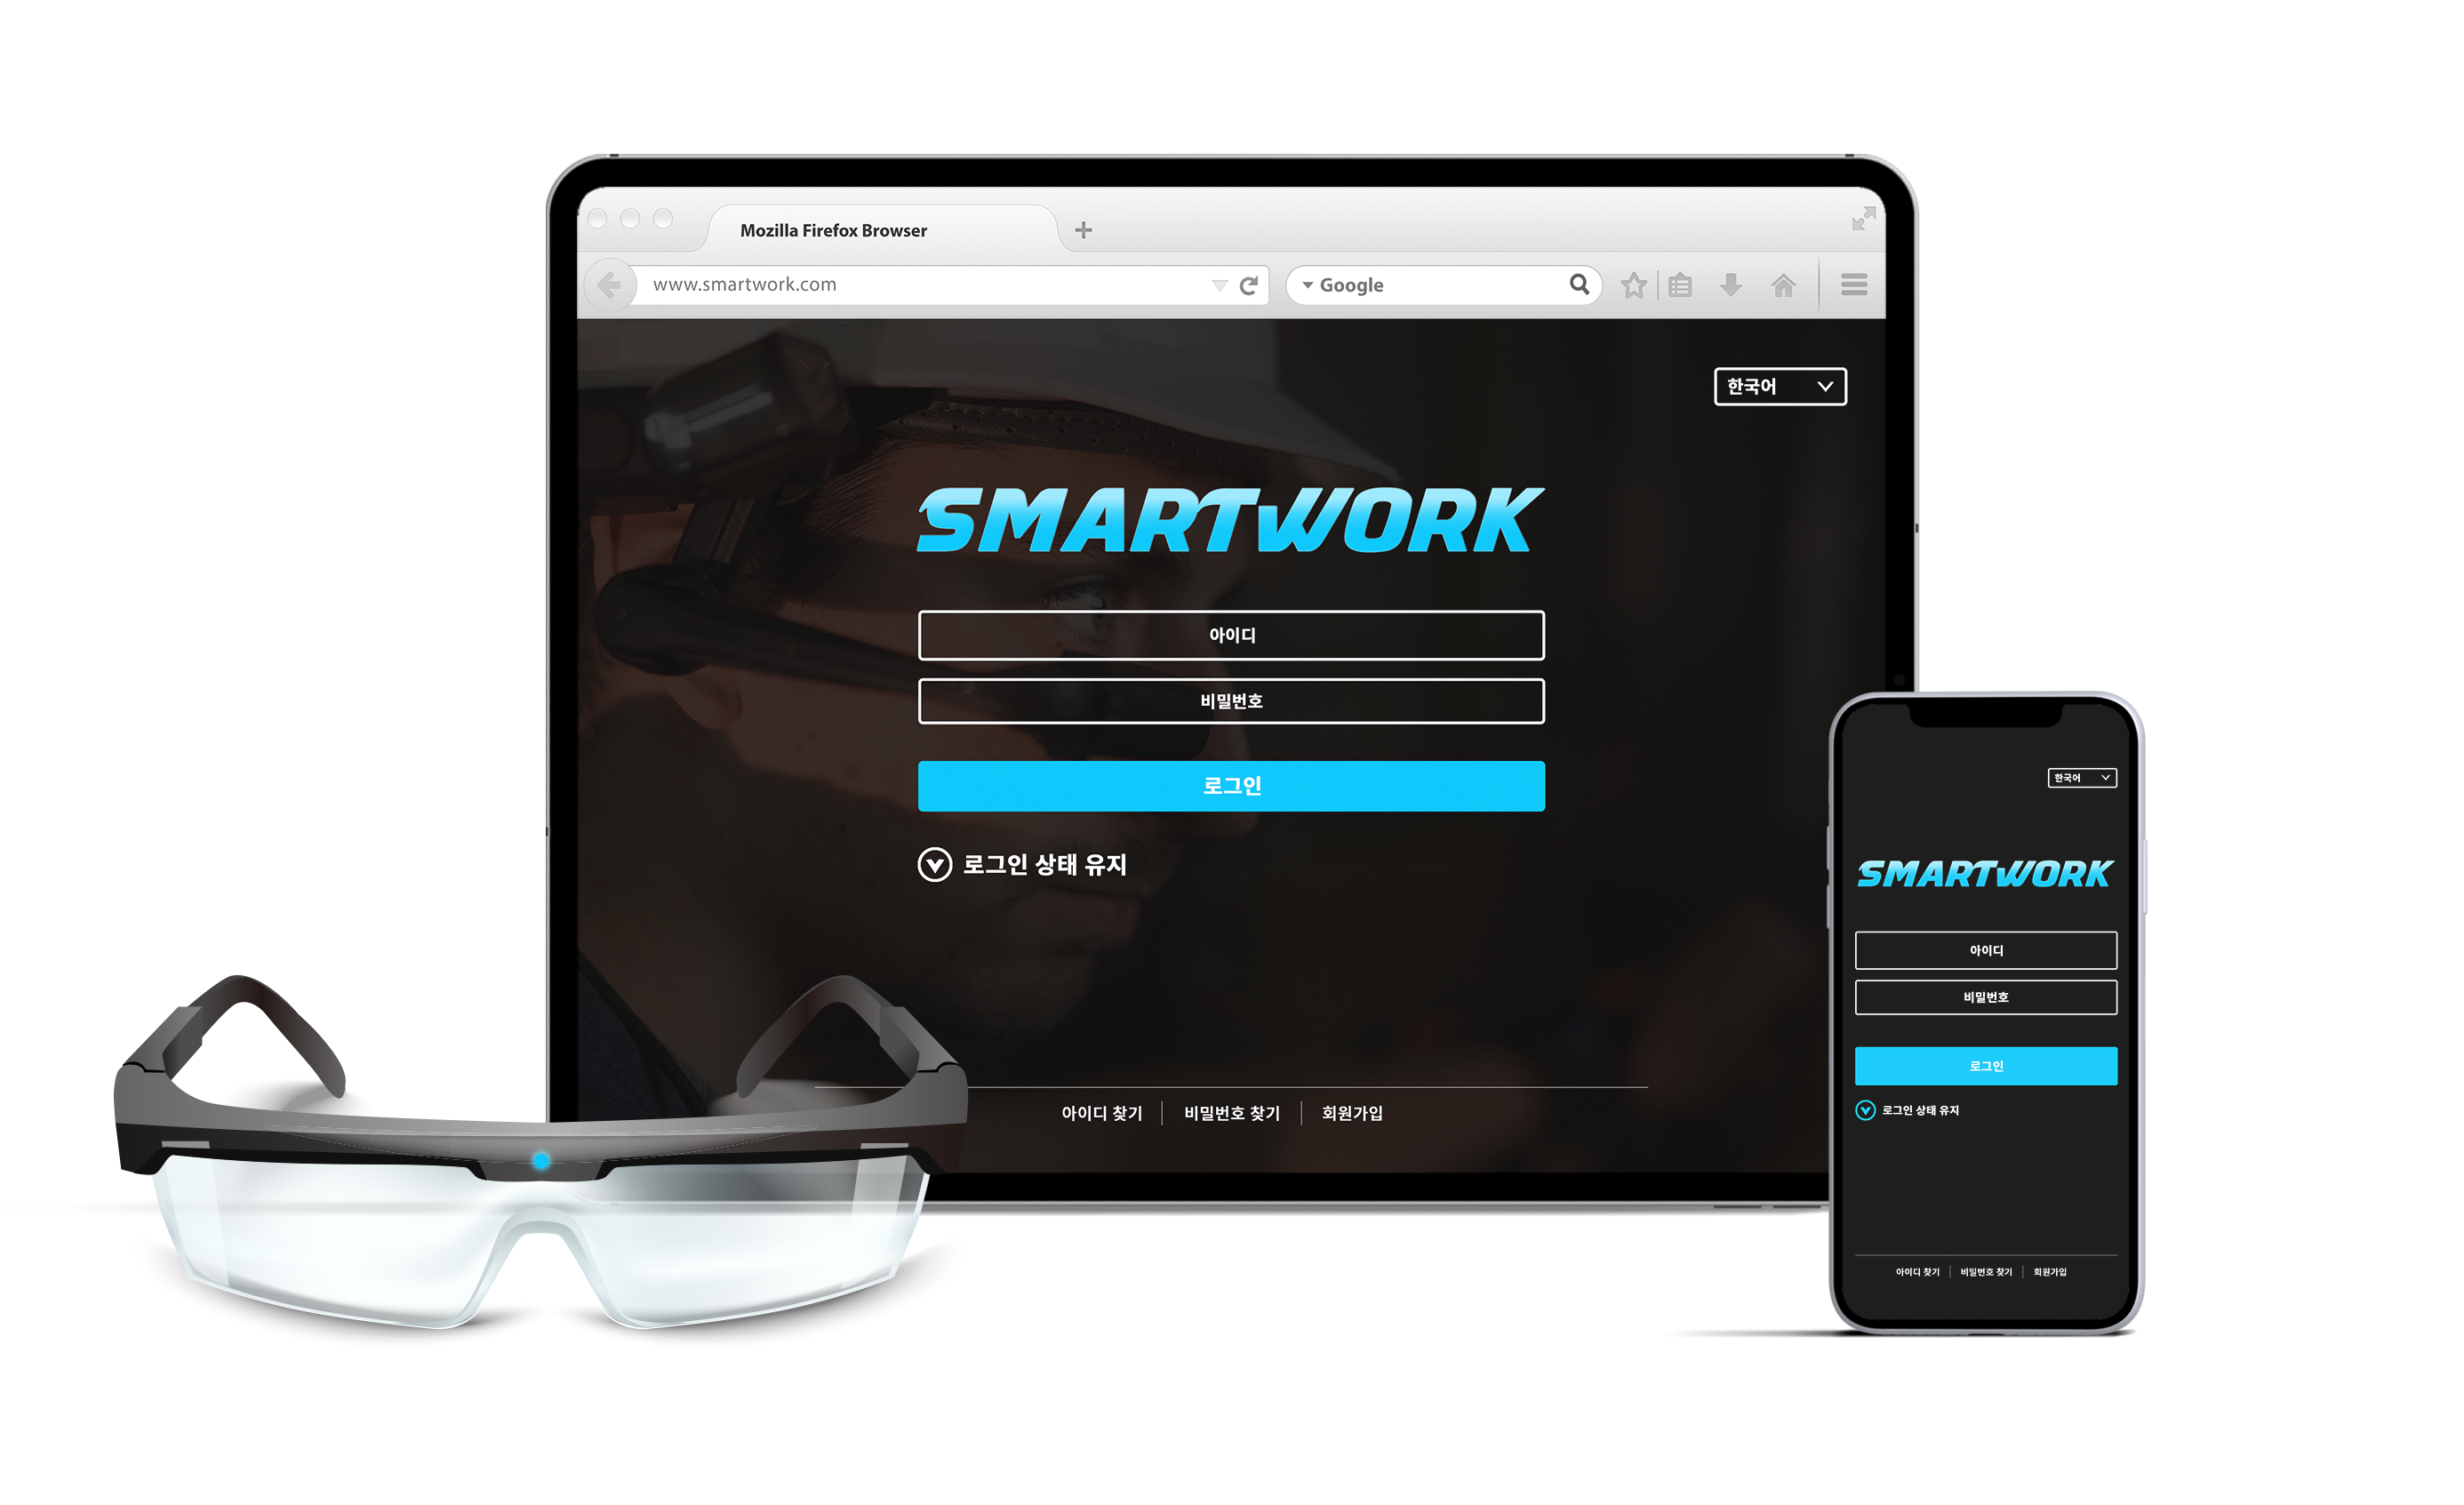 Mozilla Firefox Browser
www.smartwork.com
Google
한국어
SMARTWORK
아이디
비밀번호
로그인
로그인 상태 유지
아이디 찾기 비밀번호 찾기 회원가입
한국어
SMARTWORK
아이디
비밀번호
로그인
로그인 상태 유지
아이디 찾기 비밀번호 찾기 회원가입